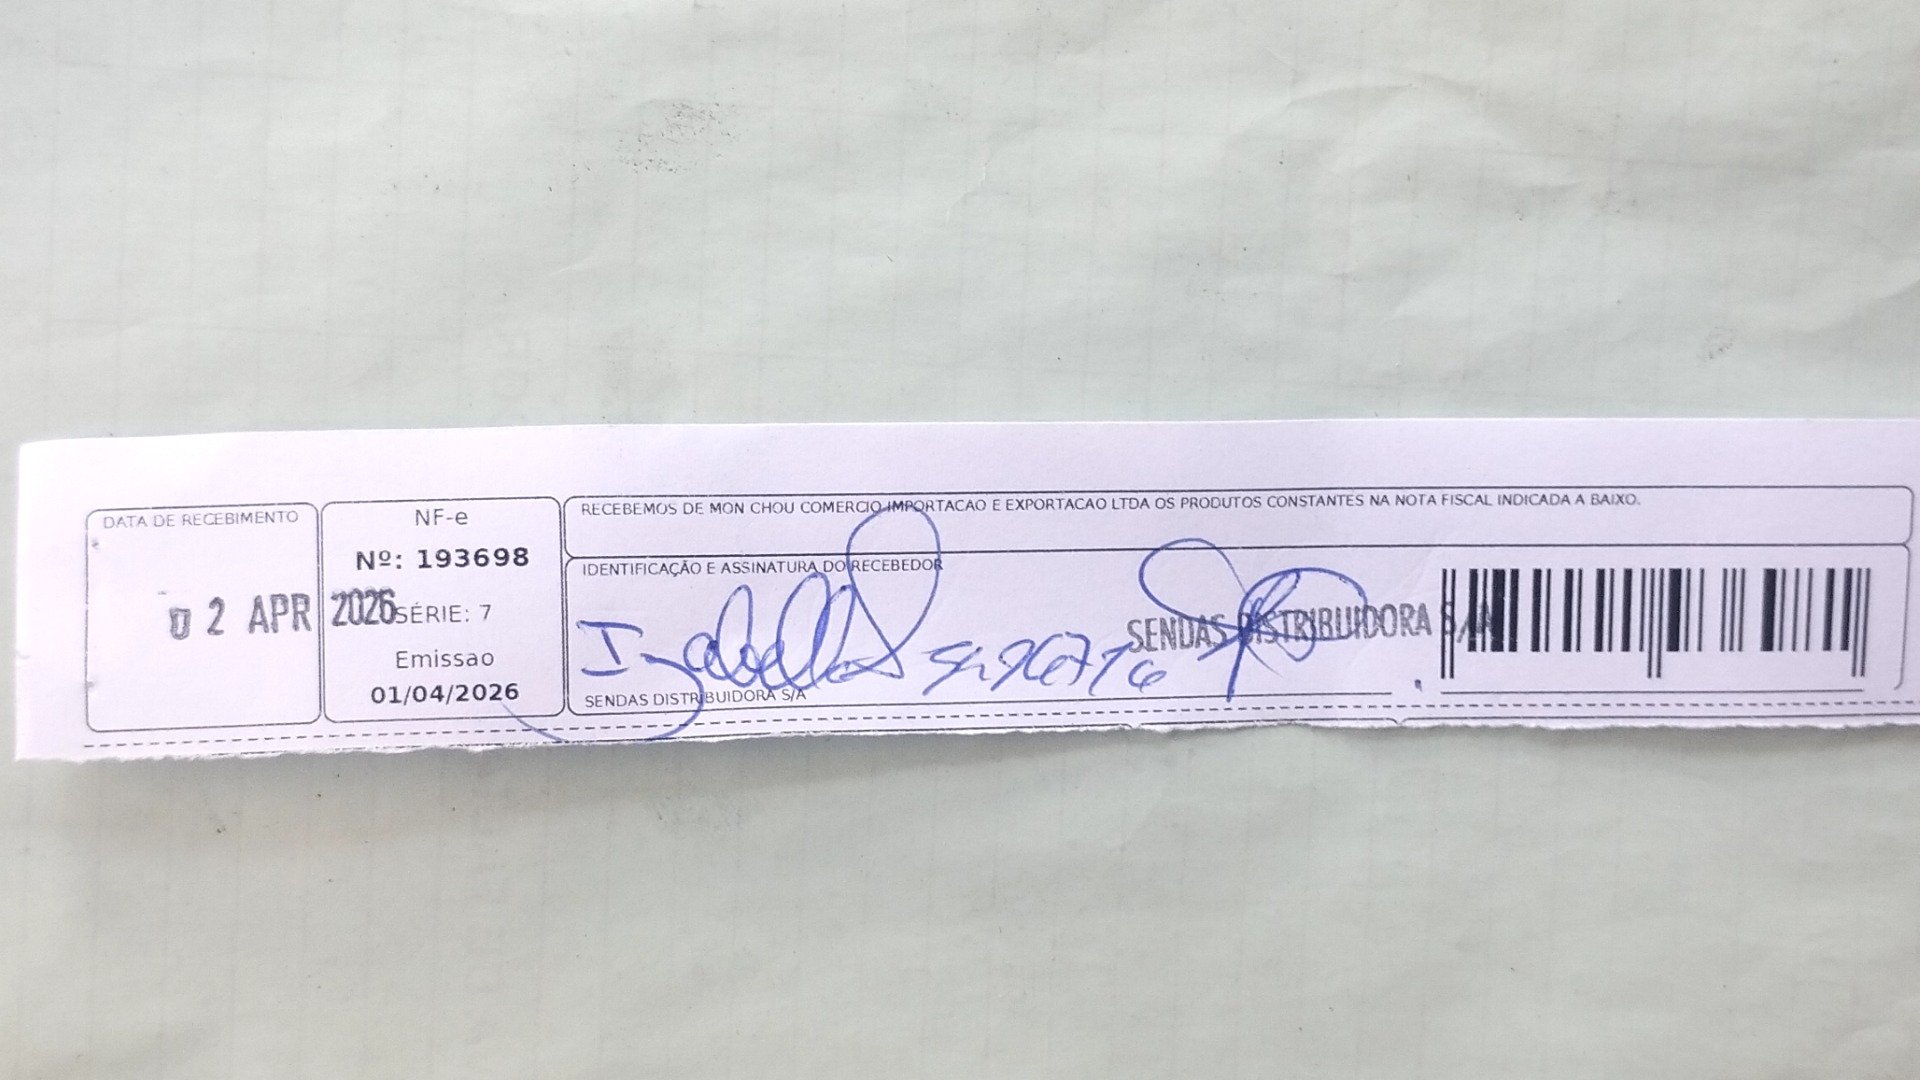 RECEBEMOS DE MON CHOU COMERCIO IMPORTACAO E EXPORTACAO LTDA OS PRODUTOS CONSTANTES NA NOTA FISCAL INDICADA A BAIXO.
DATA DE RECEBIMENTO
02 APR 2026
NF-e
Nº: 193698
SÉRIE: 7
Emissao
01/04/2026
IDENTIFICAÇÃO E ASSINATURA DO RECEBEDOR
SENDAS DISTRIBUIDORA S/A
Izabella
SENDAS DISTRIBUIDORA S/A